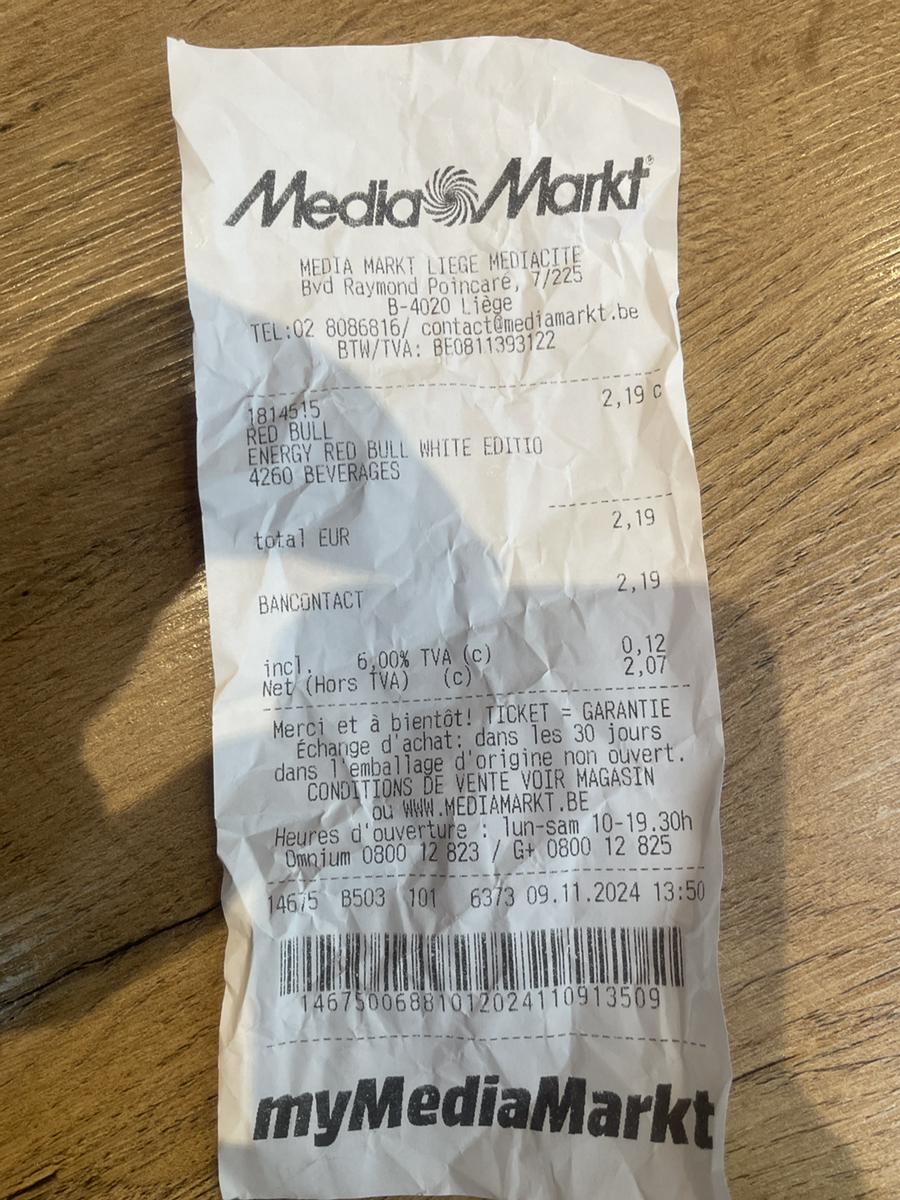 Media Markt®
MEDIA MARKT LIEGE MEDIACITE
Bvd Raymond Poincaré, 7/225
B-4020 Liège
TEL:02 8086816/ contact@mediamarkt.be
BTW/TVA: BE0811393122
1814515 2,19 c
RED BULL
ENERGY RED BULL WHITE EDITIO
4260 BEVERAGES
total EUR 2,19
BANCONTACT 2,19
incl. 6,00% TVA (c) 0,12
Net (Hors TVA) (c) 2,07
Merci et à bientôt! TICKET = GARANTIE
Échange d'achat: dans les 30 jours
dans l'emballage d'origine non ouvert.
CONDITIONS DE VENTE VOIR MAGASIN
ou WWW.MEDIAMARKT.BE
Heures d'ouverture : lun-sam 10-19.30h
Omnium 0800 12 823 / G+ 0800 12 825
14675 B503 101 6373 09.11.2024 13:50
14675006881012024110913509
myMediaMarkt